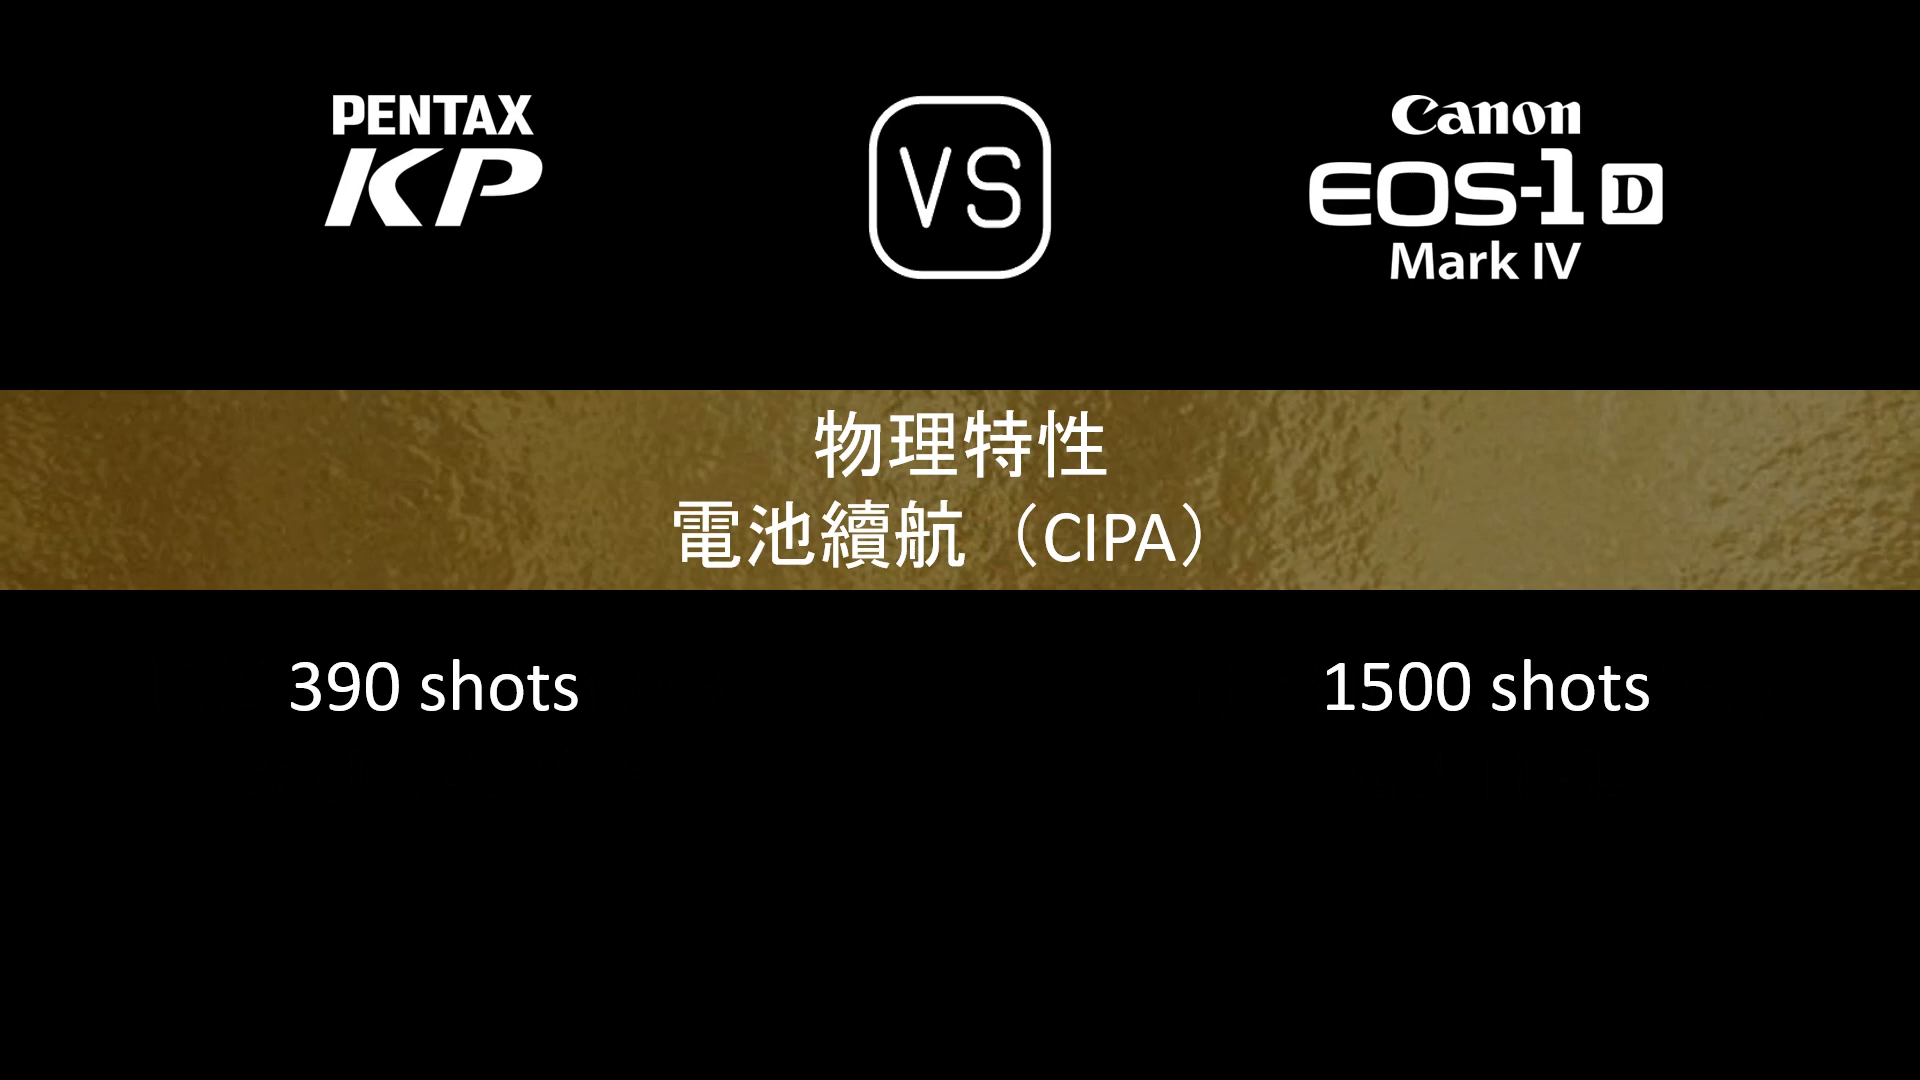 PENTAX
KP
VS
Canon
EOS-1D
Mark IV
物理特性
電池續航（CIPA）
390 shots
1500 shots